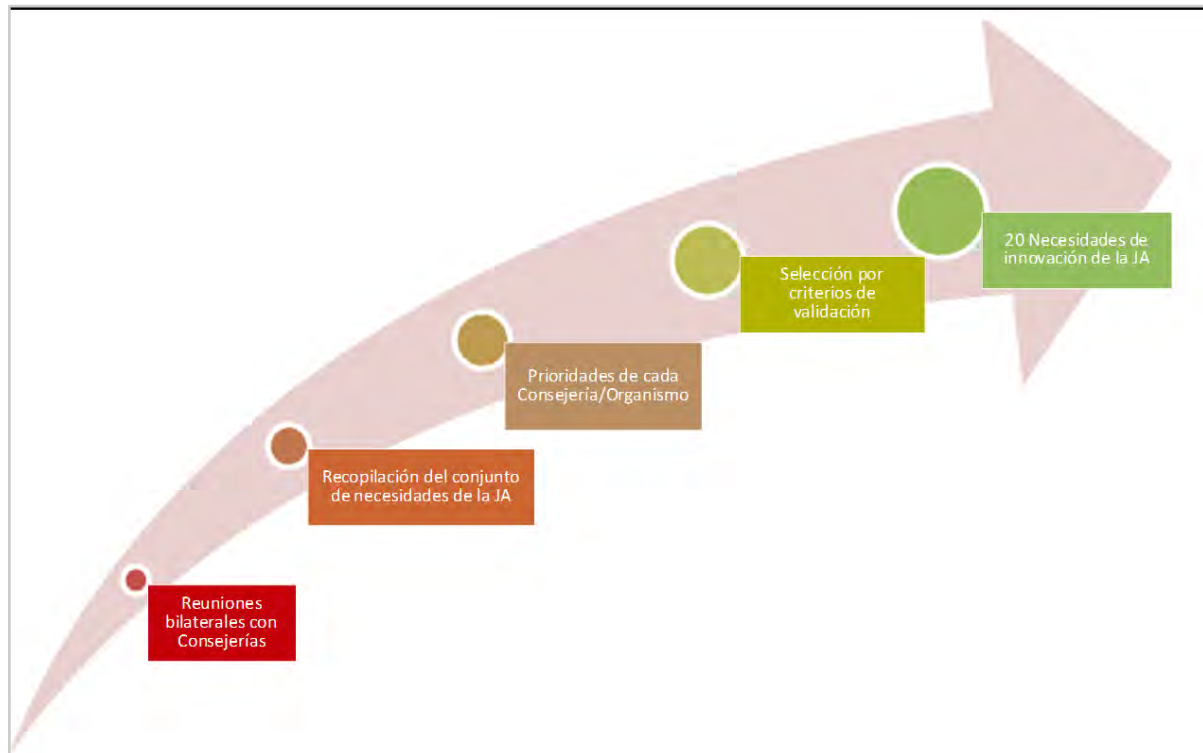 Reuniones
bilaterales con
Consejerías
Recopilación del conjunto
de necesidades de la JA
Prioridades de cada
Consejería/Organismo
Selección por
criterios de
validación
20 Necesidades de
innovación de la JA